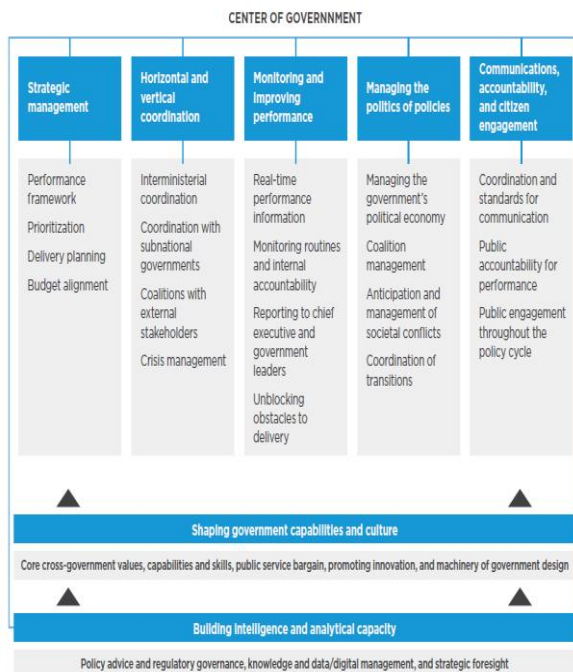 CENTER OF GOVERNNMENT
Strategic
management
Horizontal and
vertical
coordination
Monitoring and
improving
performance
Managing the
politics of policies
Communications,
accountability,
and citizen
engagement
Performance
framework
Prioritization
Delivery planning
Budget alignment
Interministerial
coordination
Coordination with
subnational
governments
Coalitions with
external
stakeholders
Crisis management
Real-time
performance
information
Monitoring routines
and internal
accountability
Reporting to chief
executive and
government
leaders
Unblocking
obstacles to
delivery
Managing the
government's
political economy
Coalition
management
Anticipation and
management of
societal conflicts
Coordination of
transitions
Coordination and
standards for
communication
Public
accountability for
performance
Public engagement
throughout the
policy cycle
Shaping government capabilities and culture
Core cross-government values, capabilities and skills, public service bargain, promoting innovation, and machinery of government design
Building intelligence and analytical capacity
Policy advice and regulatory governance, knowledge and data/digital management, and strategic foresight